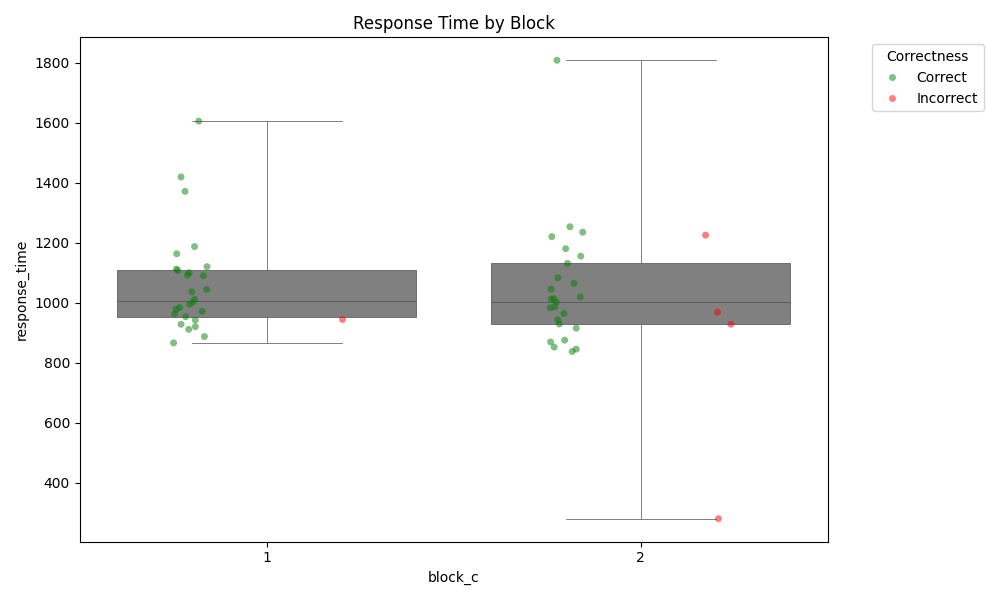 Response Time by Block
Correctness
Correct
Incorrect
1800
1600
1400
1200
1000
800
600
400
response_time
1
2
block_c